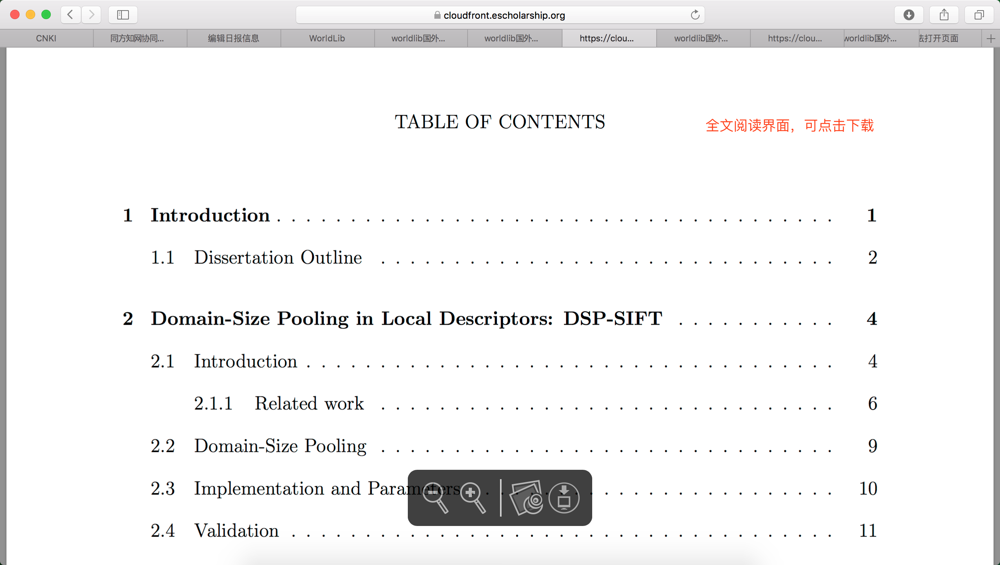 cloudfront.escholarship.org
CNKI 同方知网协同... 编辑日报信息 WorldLib worldlib国外... worldlib国外... https://clou... worldlib国外... https://clou... worldlib国外... 法打开页面
TABLE OF CONTENTS
全文阅读界面，可点击下载
1 Introduction . . . . . . . . . . . . . . . . . . . . . . . . . . . . . . . . . . . . . . 1
1.1 Dissertation Outline . . . . . . . . . . . . . . . . . . . . . . . . . . . . . . . 2
2 Domain-Size Pooling in Local Descriptors: DSP-SIFT . . . . . . . . . . . 4
2.1 Introduction . . . . . . . . . . . . . . . . . . . . . . . . . . . . . . . . . . . . 4
2.1.1 Related work . . . . . . . . . . . . . . . . . . . . . . . . . . . . . . . 6
2.2 Domain-Size Pooling . . . . . . . . . . . . . . . . . . . . . . . . . . . . . . . 9
2.3 Implementation and Parameters . . . . . . . . . . . . . . . . . . . . . . . . 10
2.4 Validation . . . . . . . . . . . . . . . . . . . . . . . . . . . . . . . . . . . . . 11